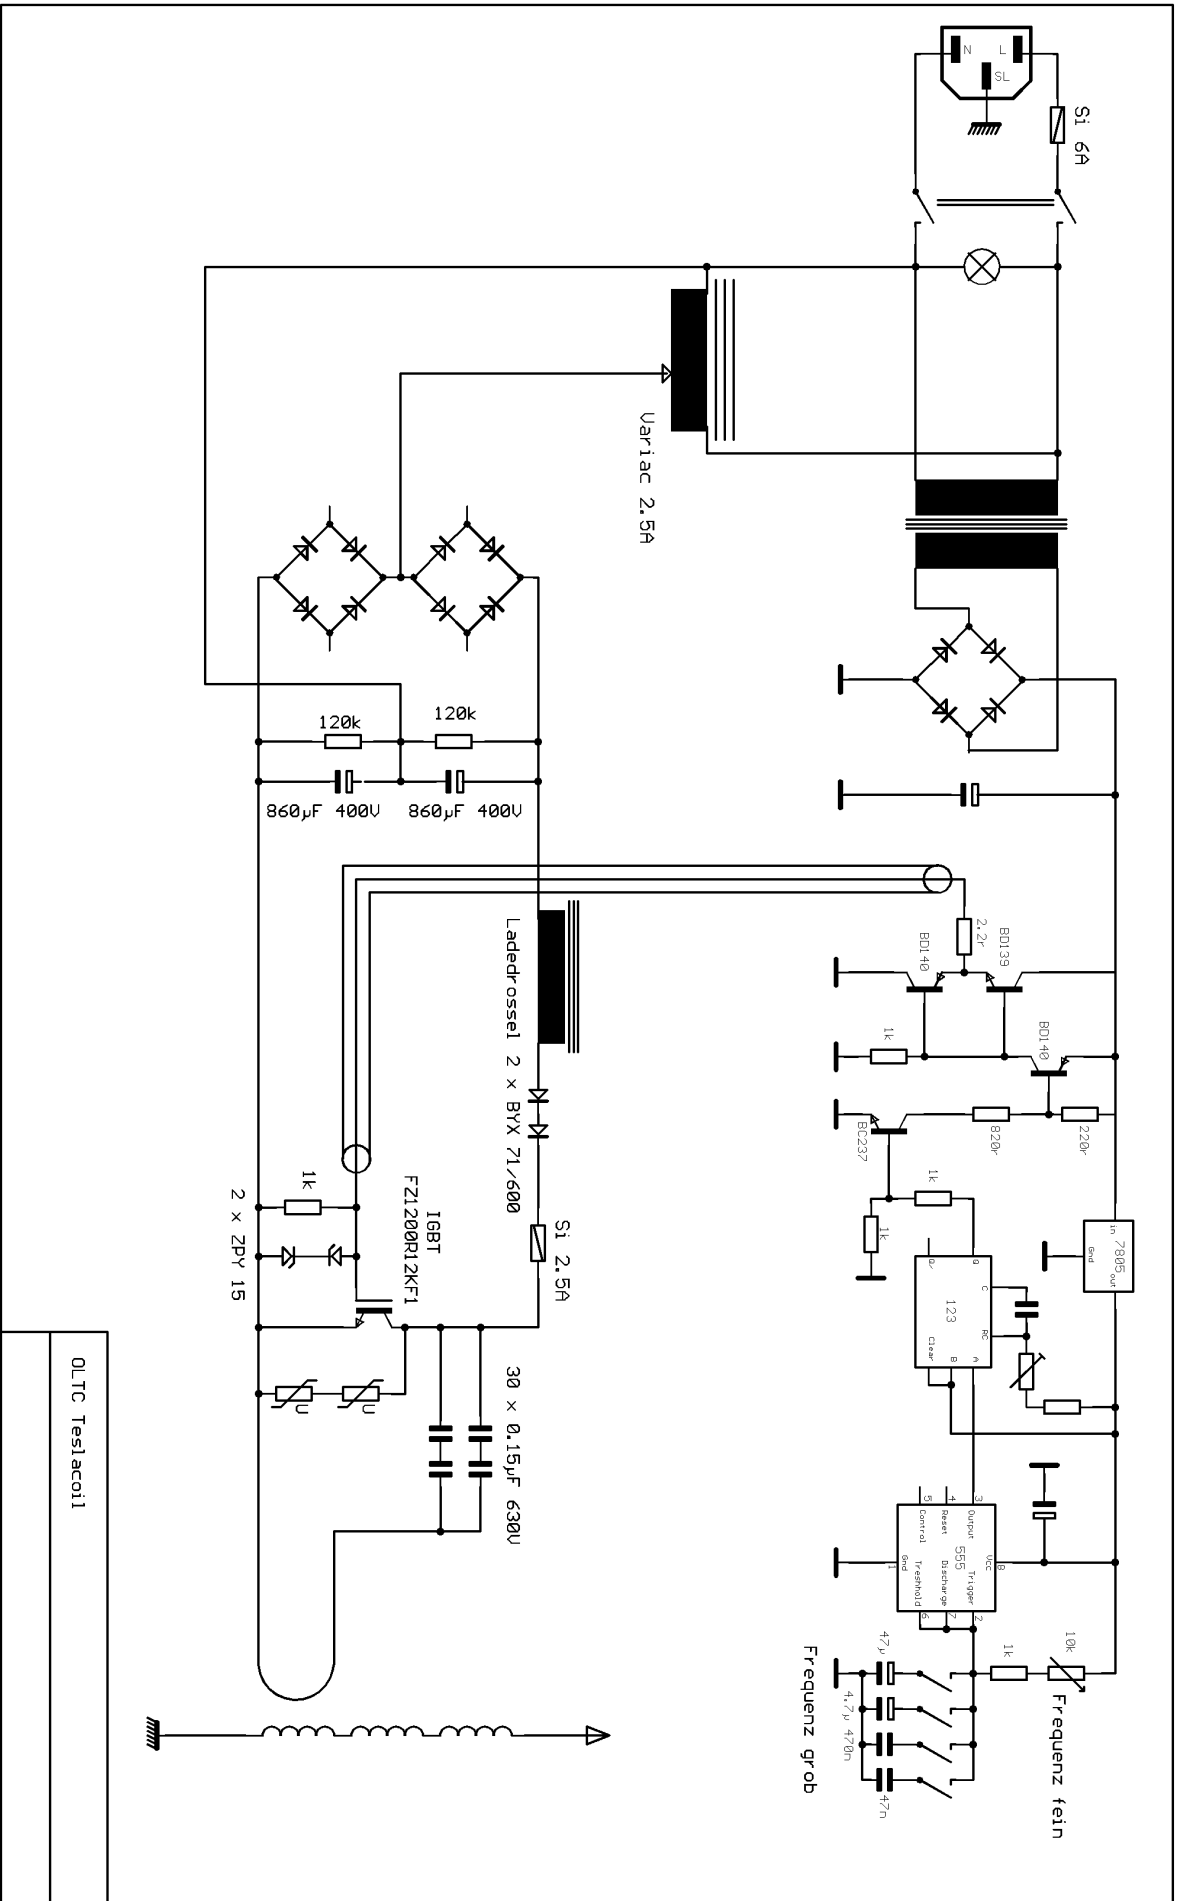 N
L
SL
Si 6A
Variac 2.5A
120k
120k
860µF 400V
860µF 400V
Ladedrossel
2 x BYX 71/600
Si 2.5A
2.2r
BD139
BD140
1k
BD140
220r
820r
BC237
1k
1k
in
7805
out
Gnd
Q
Q/
C
RC
123
A
B
Clear
1k
2 x ZPY 15
IGBT
FZ1200R12KF1
U
U
30 x 0.15µF 630V
3
4
5
Output
Reset
Control
555
Vcc
8
Gnd
1
Trigger
Discharge
Treshhold
2
7
6
10k
1k
Frequenz fein
47µ
4.7µ
470n
47n
Frequenz grob
OLTC Teslacoil